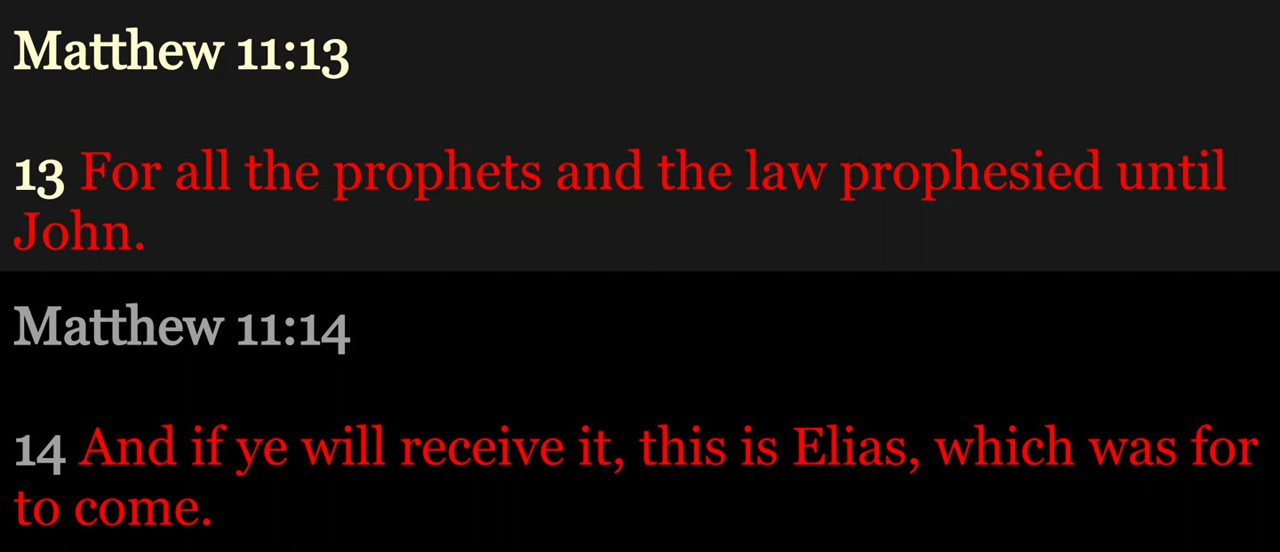 Matthew 11:13
13 For all the prophets and the law prophesied until
John.
Matthew 11:14
14 And if ye will receive it, this is Elias, which was for
to come.